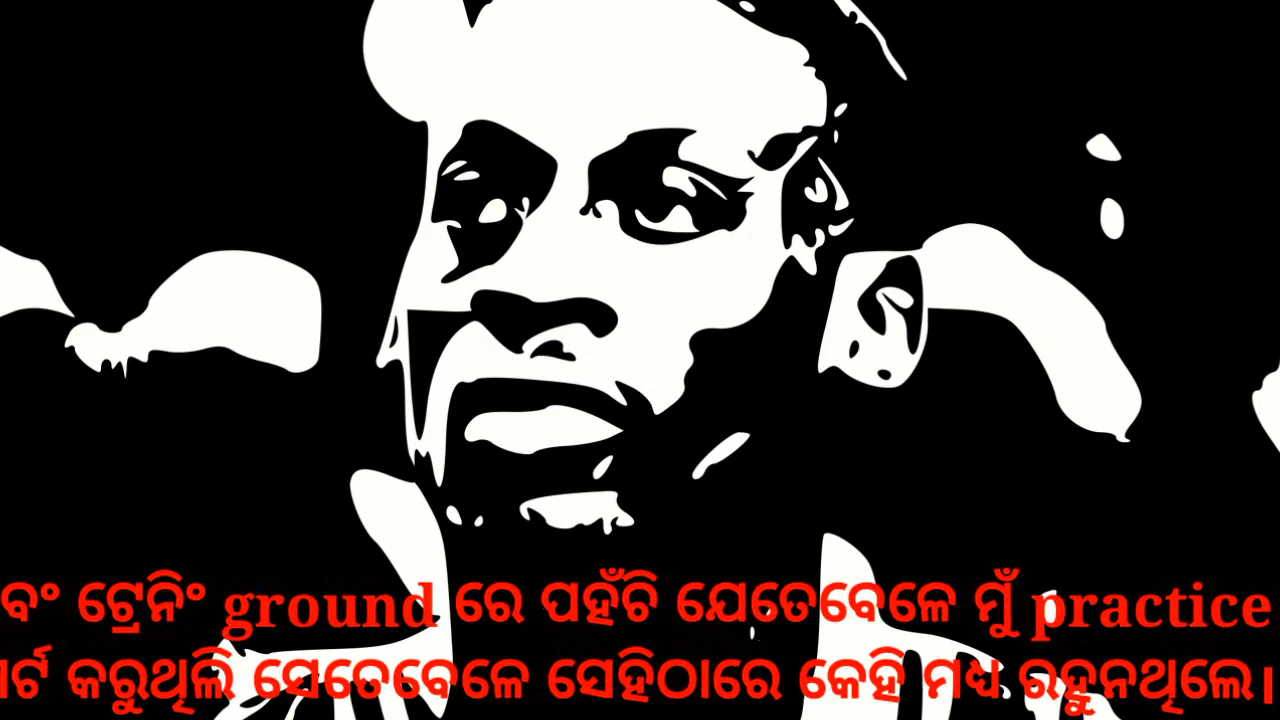 ଟ୍ରେନିଂ ground ରେ ପହଁଚି ଯେତେବେଳେ ମୁଁ practice
କରୁଥିଲି ସେତେବେଳେ ସେହିଠାରେ କେହି ମଧ୍ୟ ରହୁନଥିଲେ।